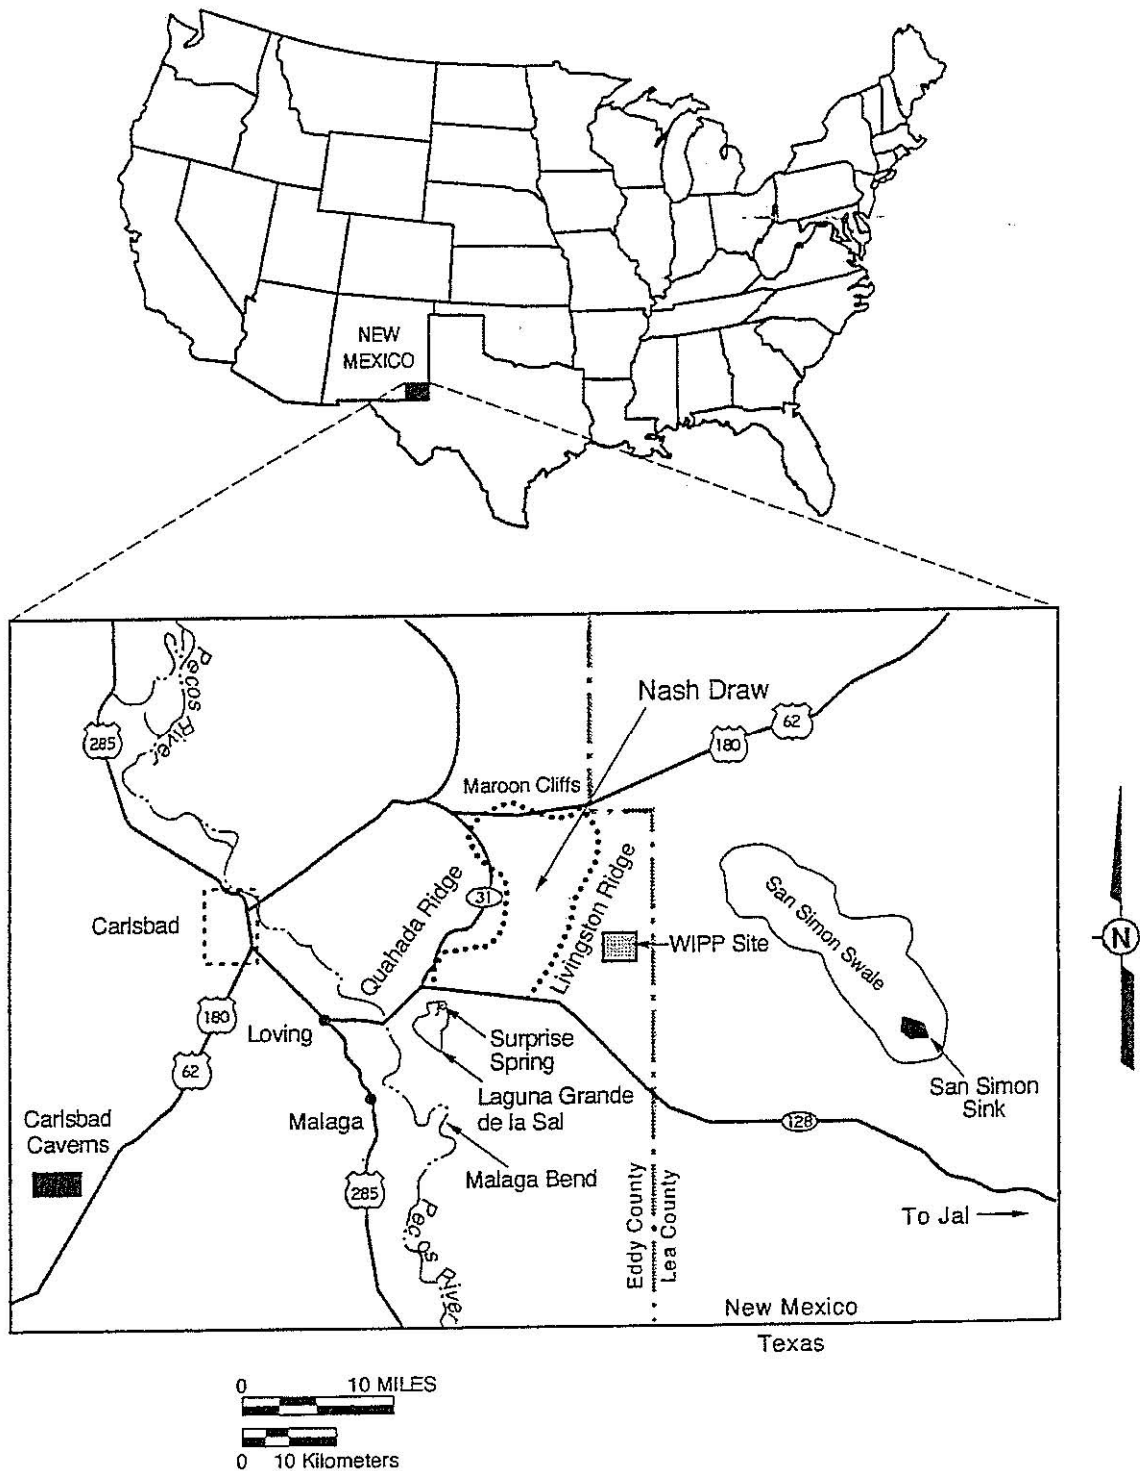 NEW
MEXICO
Pecos River
Nash Draw
285
180
62
Maroon Cliffs
Quahada Ridge
31
Livingston Ridge
San Simon Swale
Carlsbad
WIPP Site
N
180
Loving
Surprise
Spring
62
Laguna Grande
de la Sal
San Simon
Sink
Carlsbad
Caverns
Malaga
128
Malaga Bend
285
To Jal
Pecos River
Eddy County
Lea County
New Mexico
Texas
0 10 MILES
0 10 Kilometers